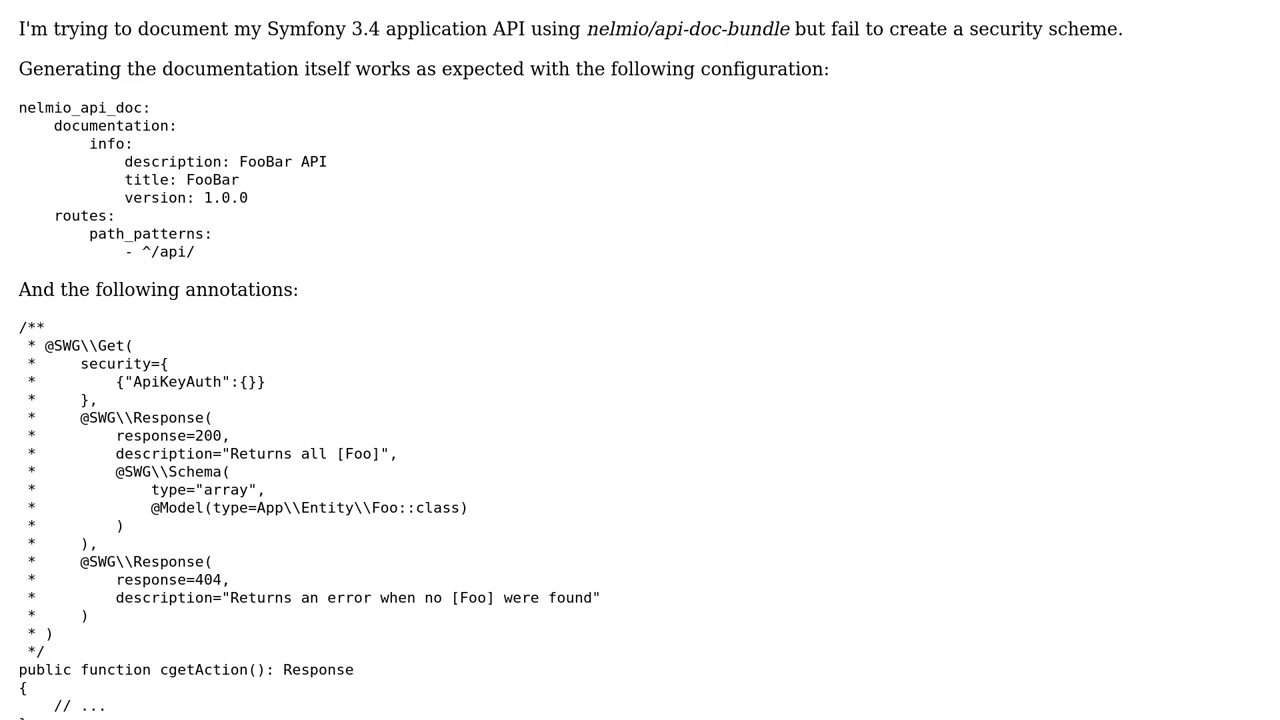 I'm trying to document my Symfony 3.4 application API using nelmio/api-doc-bundle but fail to create a security scheme.
Generating the documentation itself works as expected with the following configuration:
nelmio_api_doc:
    documentation:
        info:
            description: FooBar API
            title: FooBar
            version: 1.0.0
    routes:
        path_patterns:
            - ^/api/
And the following annotations:
/**
 * @SWG\\Get(
 *     security={
 *         {"ApiKeyAuth":{}}
 *     },
 *     @SWG\\Response(
 *         response=200,
 *         description="Returns all [Foo]",
 *         @SWG\\Schema(
 *             type="array",
 *             @Model(type=App\\Entity\\Foo::class)
 *         )
 *     ),
 *     @SWG\\Response(
 *         response=404,
 *         description="Returns an error when no [Foo] were found"
 *     )
 * )
 */
public function cgetAction(): Response
{
    // ...